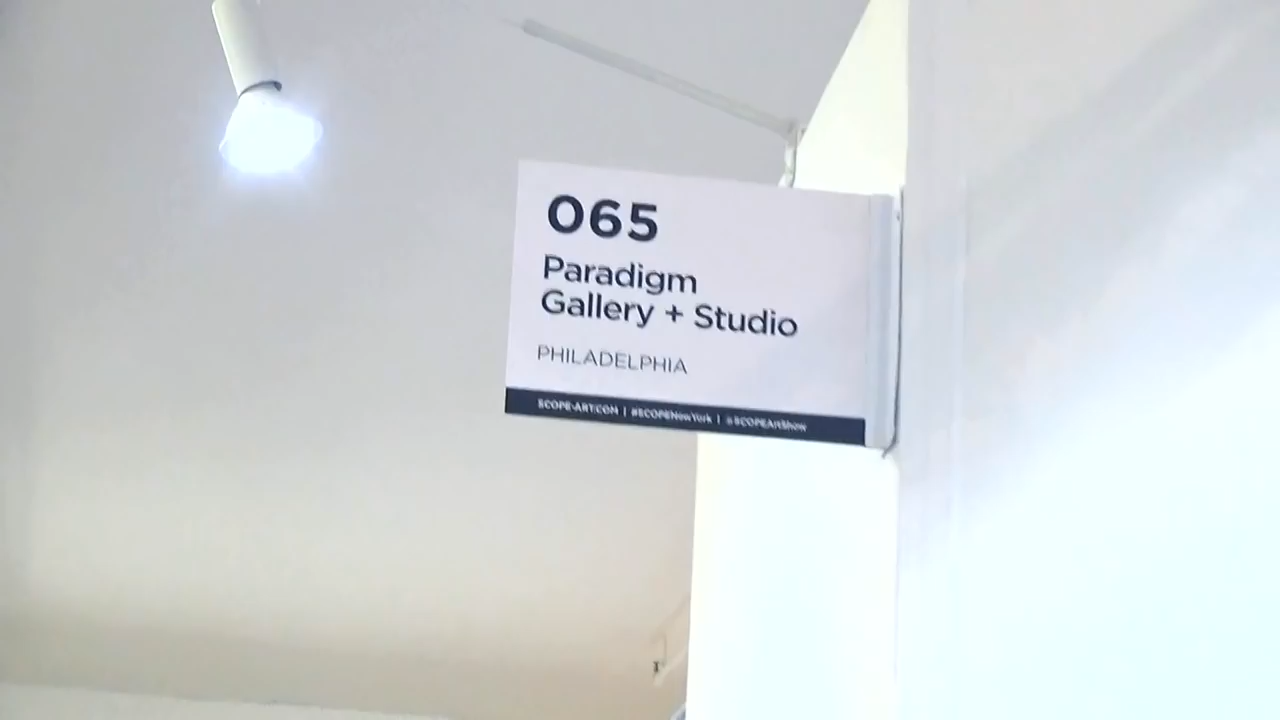 065
Paradigm
Gallery + Studio
PHILADELPHIA
SCOPE-ART.COM | #SCOPENewYork | @SCOPEArtShow